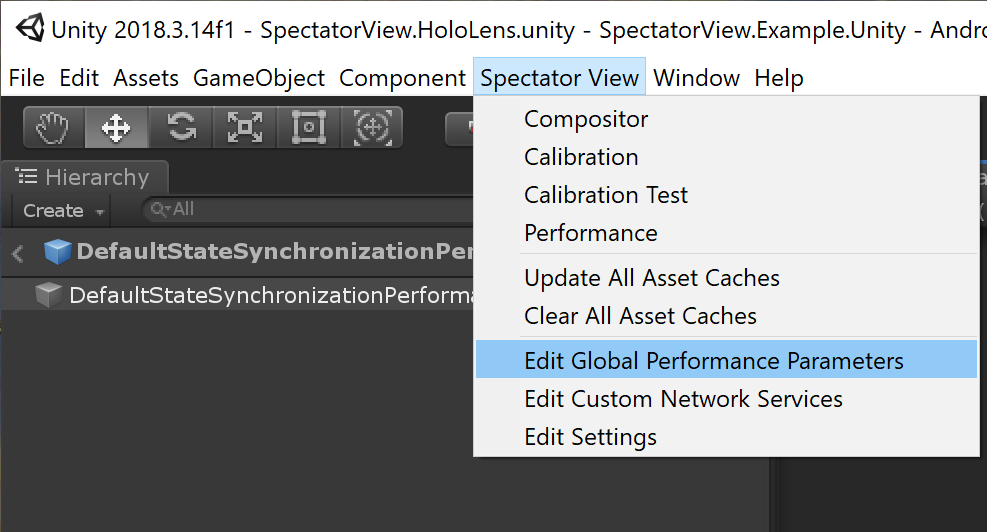 Unity 2018.3.14f1 - SpectatorView.HoloLens.unity - SpectatorView.Example.Unity - Andro
File Edit Assets GameObject Component Spectator View Window Help
Compositor
Calibration
Calibration Test
Performance
Update All Asset Caches
Clear All Asset Caches
Edit Global Performance Parameters
Edit Custom Network Services
Edit Settings
Hierarchy
Create
All
DefaultStateSynchronizationPer
DefaultStateSynchronizationPerforma